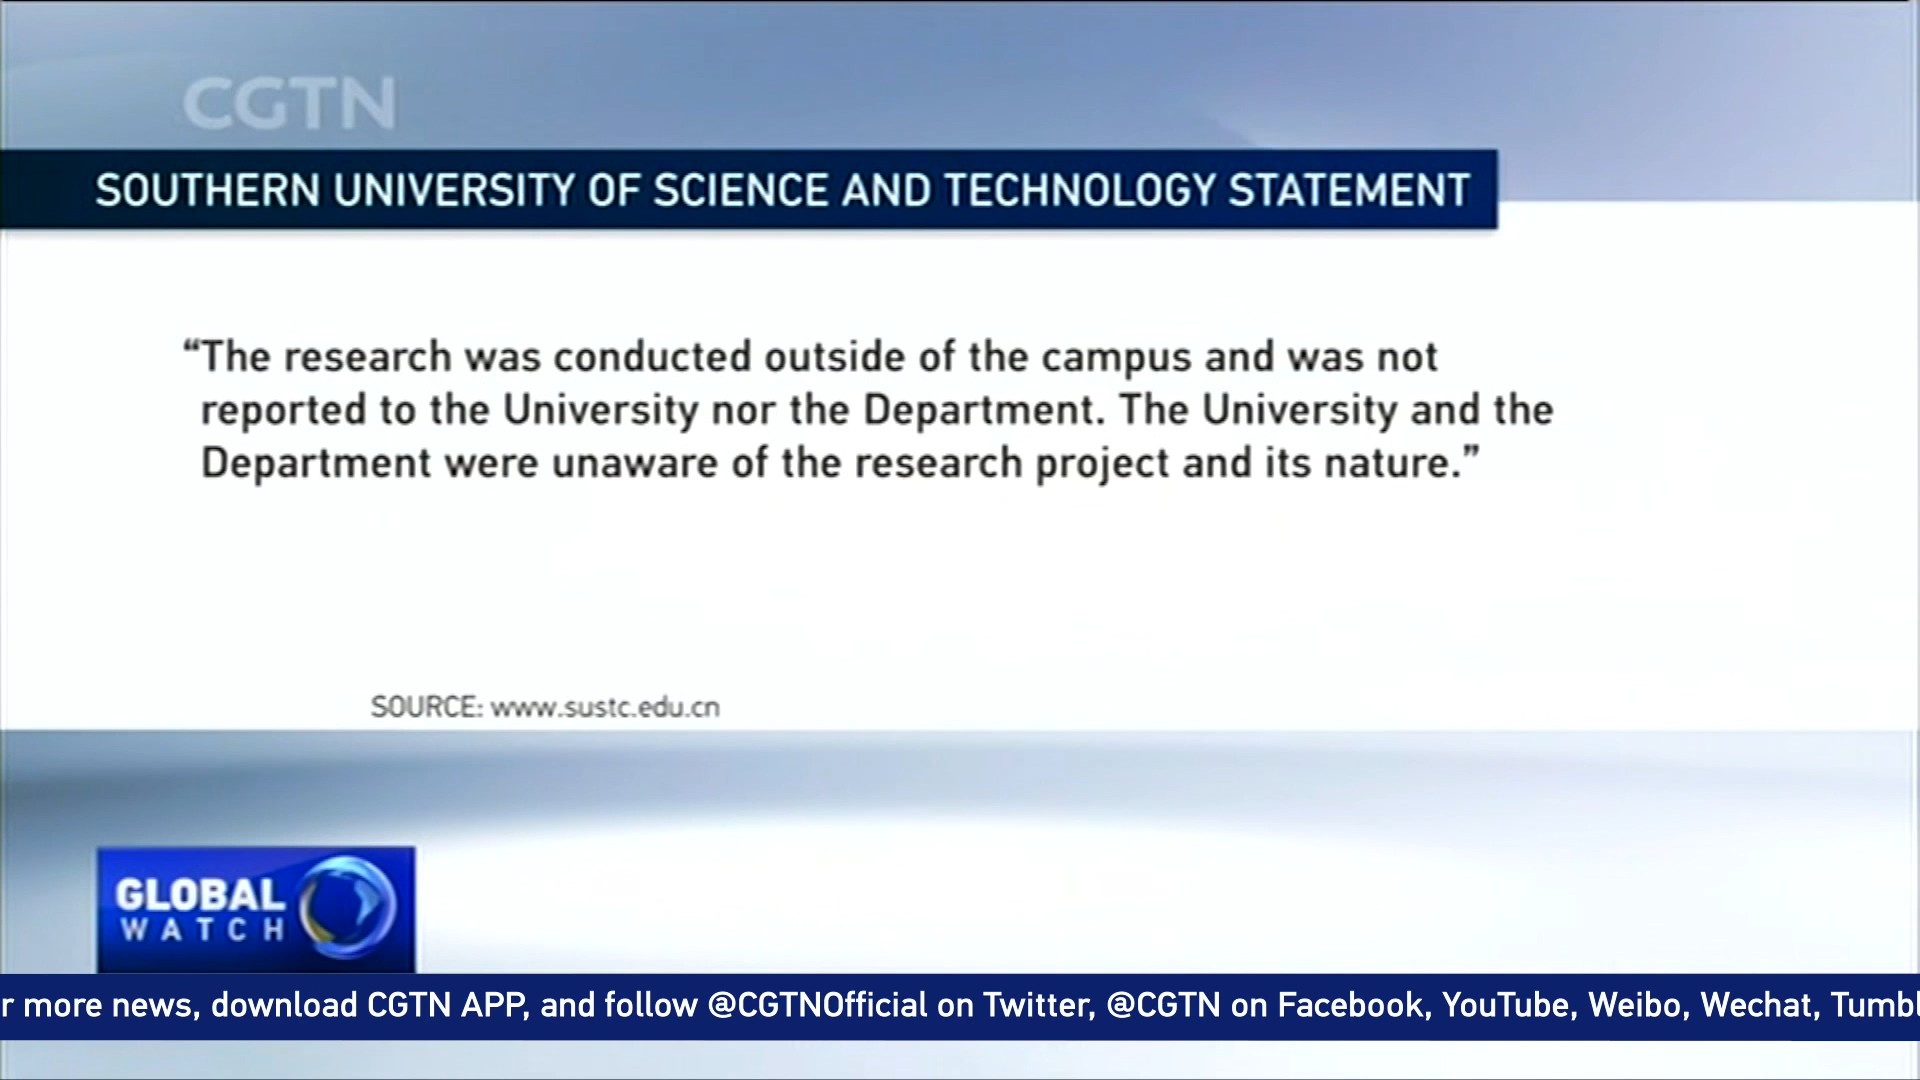 CGTN
SOUTHERN UNIVERSITY OF SCIENCE AND TECHNOLOGY STATEMENT
“The research was conducted outside of the campus and was not
reported to the University nor the Department. The University and the
Department were unaware of the research project and its nature.”
SOURCE: www.sustc.edu.cn
GLOBAL
WATCH
r more news, download CGTN APP, and follow @CGTNOfficial on Twitter, @CGTN on Facebook, YouTube, Weibo, Wechat, Tumbl